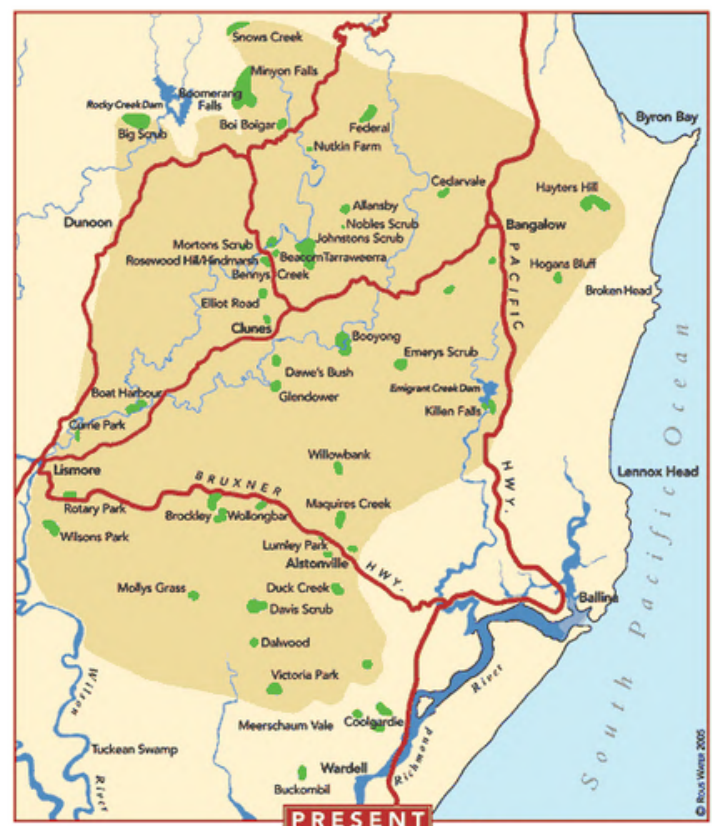 Snows Creek
Minyon Falls
Boomerang
Falls
Rocky Creek Dam
Big Scrub
Boi Boigar
Federal
Nutkin Farm
Byron Bay
Cedarvale
Hayters Hill
Allansby
Dunoon
Nobles Scrub
Bangalow
Johnstons Scrub
Mortons Scrub
Rosewood Hill/Hindmarsh
Beacom
Tarraweerra
Bennys Creek
Hogans Bluff
Broken Head
PACIFIC
Elliot Road
Clunes
Booyong
Emerys Scrub
Dawe's Bush
Glendower
Emigrant Creek Dam
Killen Falls
Boat Harbour
Currie Park
Willowbank
Lismore
BRUXNER
HWY.
Lennox Head
Rotary Park
Brockley
Wollongbar
Maquires Creek
Wilsons Park
Lumley Park
Alstonville
HWY.
Mollys Grass
Duck Creek
Davis Scrub
Ballina
Dalwood
Victoria Park
River
Meerschaum Vale
Coolgardie
Wilson
River
Tuckean Swamp
Wardell
Richmond
Buckombil
South Pacific Ocean
© ROUS WATER 2005
PRESENT